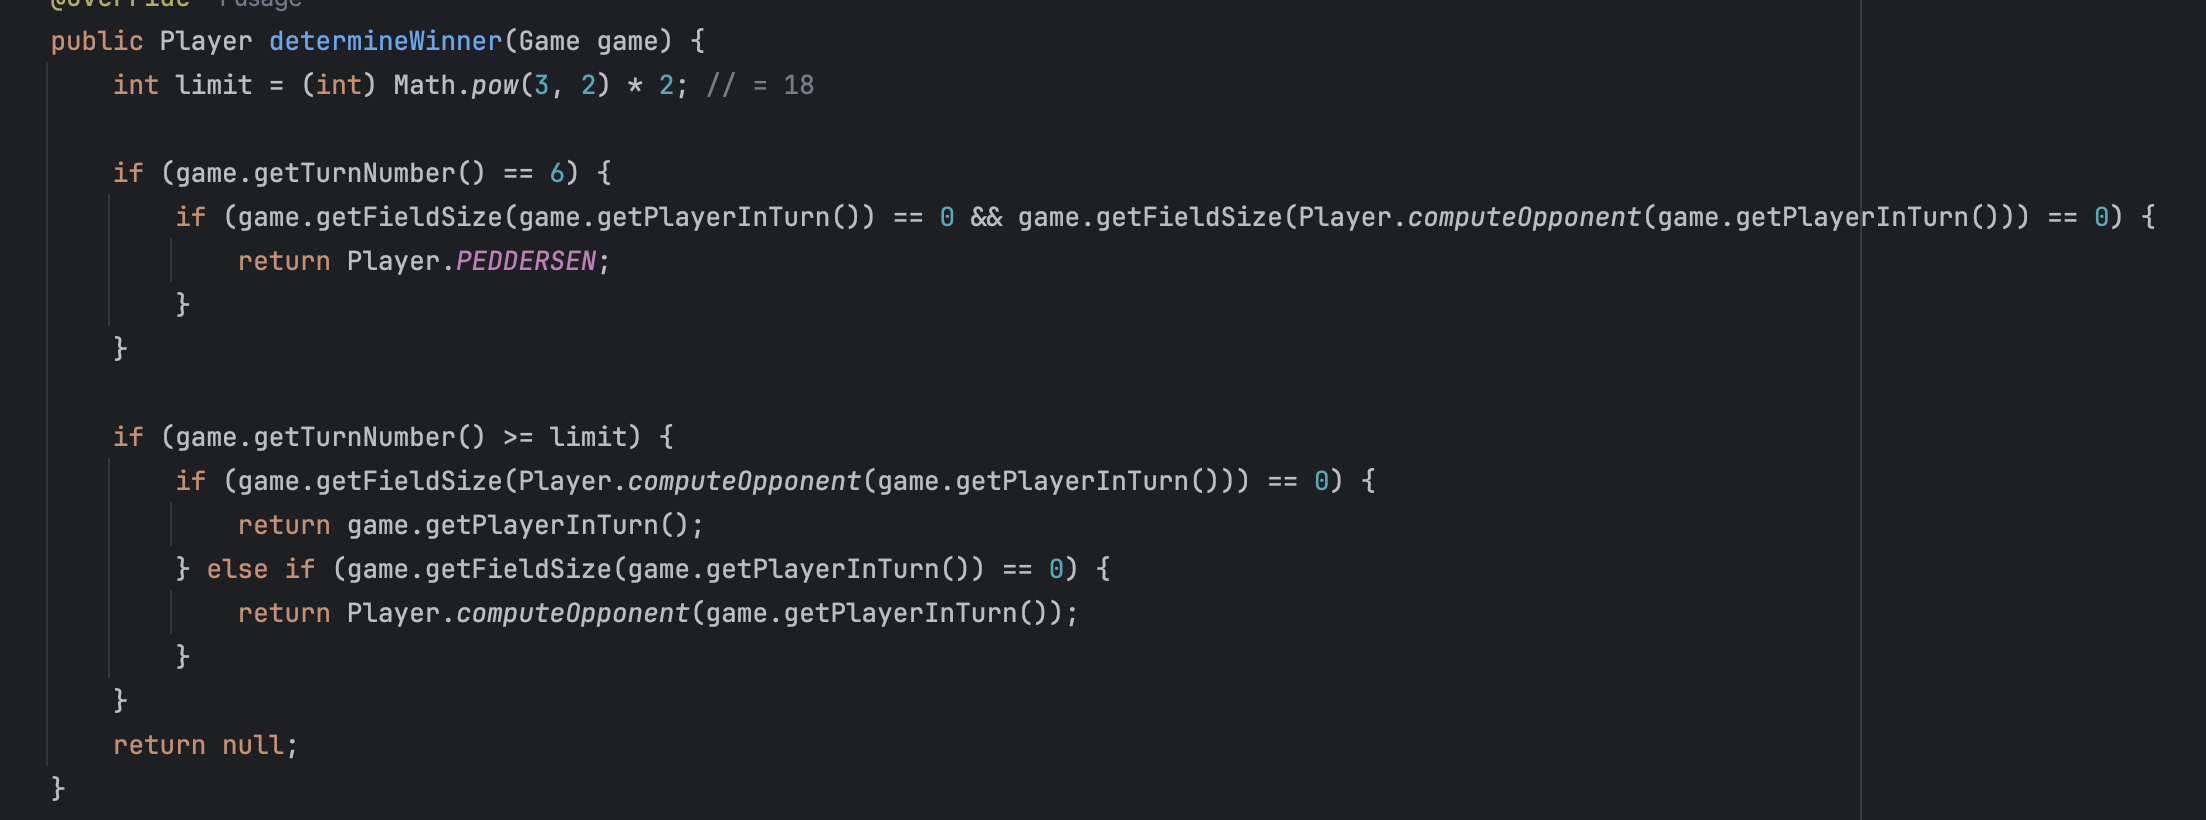 @Override 1 usage
public Player determineWinner(Game game) {
int limit = (int) Math.pow(3, 2) * 2; // = 18
if (game.getTurnNumber() == 6) {
if (game.getFieldSize(game.getPlayerInTurn()) == 0 && game.getFieldSize(Player.computeOpponent(game.getPlayerInTurn())) == 0) {
return Player.PEDDERSEN;
}
}
if (game.getTurnNumber() >= limit) {
if (game.getFieldSize(Player.computeOpponent(game.getPlayerInTurn())) == 0) {
return game.getPlayerInTurn();
} else if (game.getFieldSize(game.getPlayerInTurn()) == 0) {
return Player.computeOpponent(game.getPlayerInTurn());
}
}
return null;
}